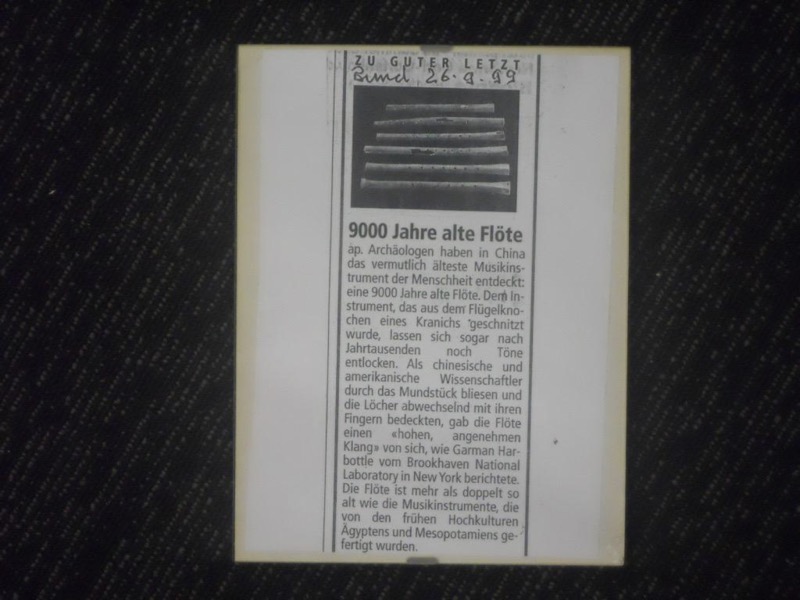 ZU GUTER LETZT
Bund, 26.9.99
9000 Jahre alte Flöte
ap. Archäologen haben in China
das vermutlich älteste Musikins-
trument der Menschheit entdeckt:
eine 9000 Jahre alte Flöte. Dem In-
strument, das aus dem Flügelkno-
chen eines Kranichs geschnitzt
wurde, lassen sich sogar nach
Jahrtausenden noch Töne
entlocken. Als chinesische und
amerikanische Wissenschaftler
durch das Mundstück bliesen und
die Löcher abwechselnd mit ihren
Fingern bedeckten, gab die Flöte
einen «hohen, angenehmen
Klang» von sich, wie Garman Har-
bottle vom Brookhaven National
Laboratory in New York berichtete.
Die Flöte ist mehr als doppelt so
alt wie die Musikinstrumente, die
von den frühen Hochkulturen
Ägyptens und Mesopotamiens ge-
fertigt wurden.